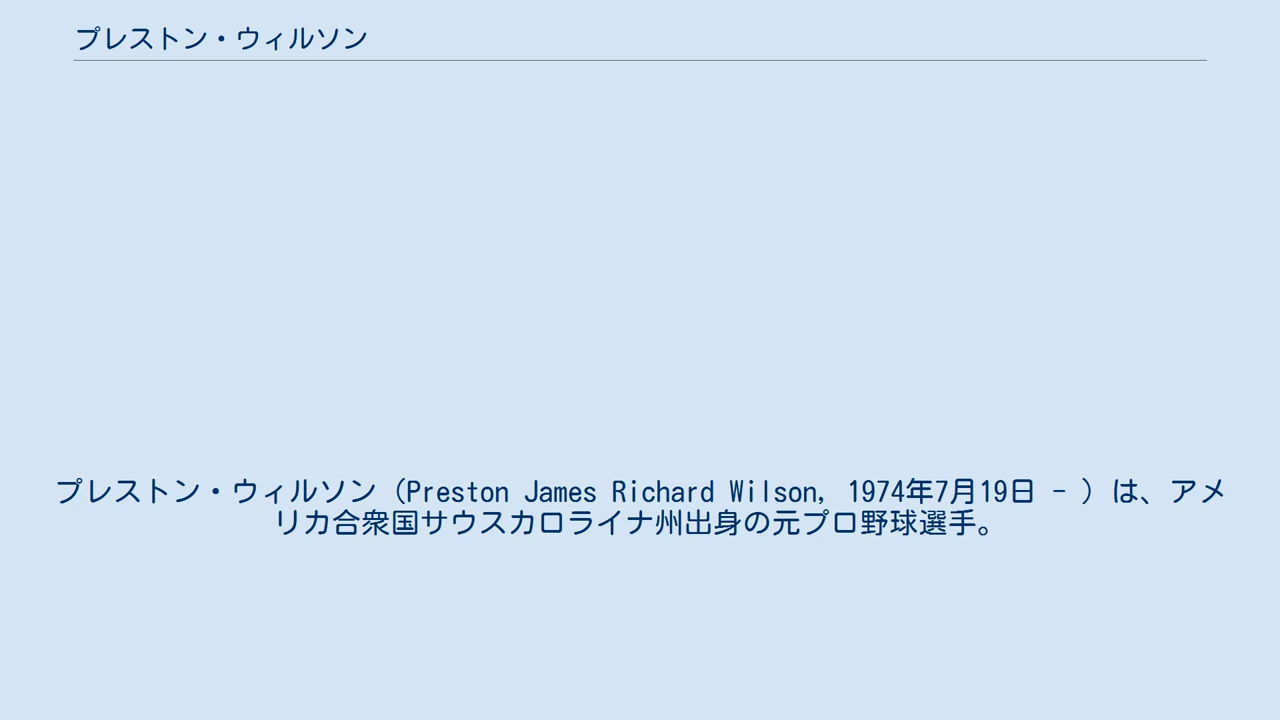 プレストン・ウィルソン
プレストン・ウィルソン（Preston James Richard Wilson, 1974年7月19日 - ）は、アメ
リカ合衆国サウスカロライナ州出身の元プロ野球選手。